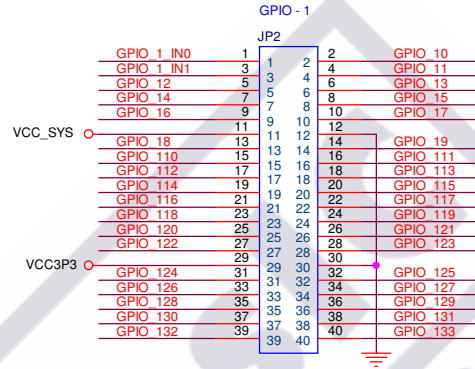 GPIO - 1
JP2
GPIO_1_IN0 1 1 2 2 GPIO_10
GPIO_1_IN1 3 3 4 4 GPIO_11
GPIO_12 5 5 6 6 GPIO_13
GPIO_14 7 7 8 8 GPIO_15
GPIO_16 9 9 10 10 GPIO_17
VCC_SYS 11 11 12 12
GPIO_18 13 13 14 14 GPIO_19
GPIO_110 15 15 16 16 GPIO_111
GPIO_112 17 17 18 18 GPIO_113
GPIO_114 19 19 20 20 GPIO_115
GPIO_116 21 21 22 22 GPIO_117
GPIO_118 23 23 24 24 GPIO_119
GPIO_120 25 25 26 26 GPIO_121
GPIO_122 27 27 28 28 GPIO_123
VCC3P3 29 29 30 30
GPIO_124 31 31 32 32 GPIO_125
GPIO_126 33 33 34 34 GPIO_127
GPIO_128 35 35 36 36 GPIO_129
GPIO_130 37 37 38 38 GPIO_131
GPIO_132 39 39 40 40 GPIO_133